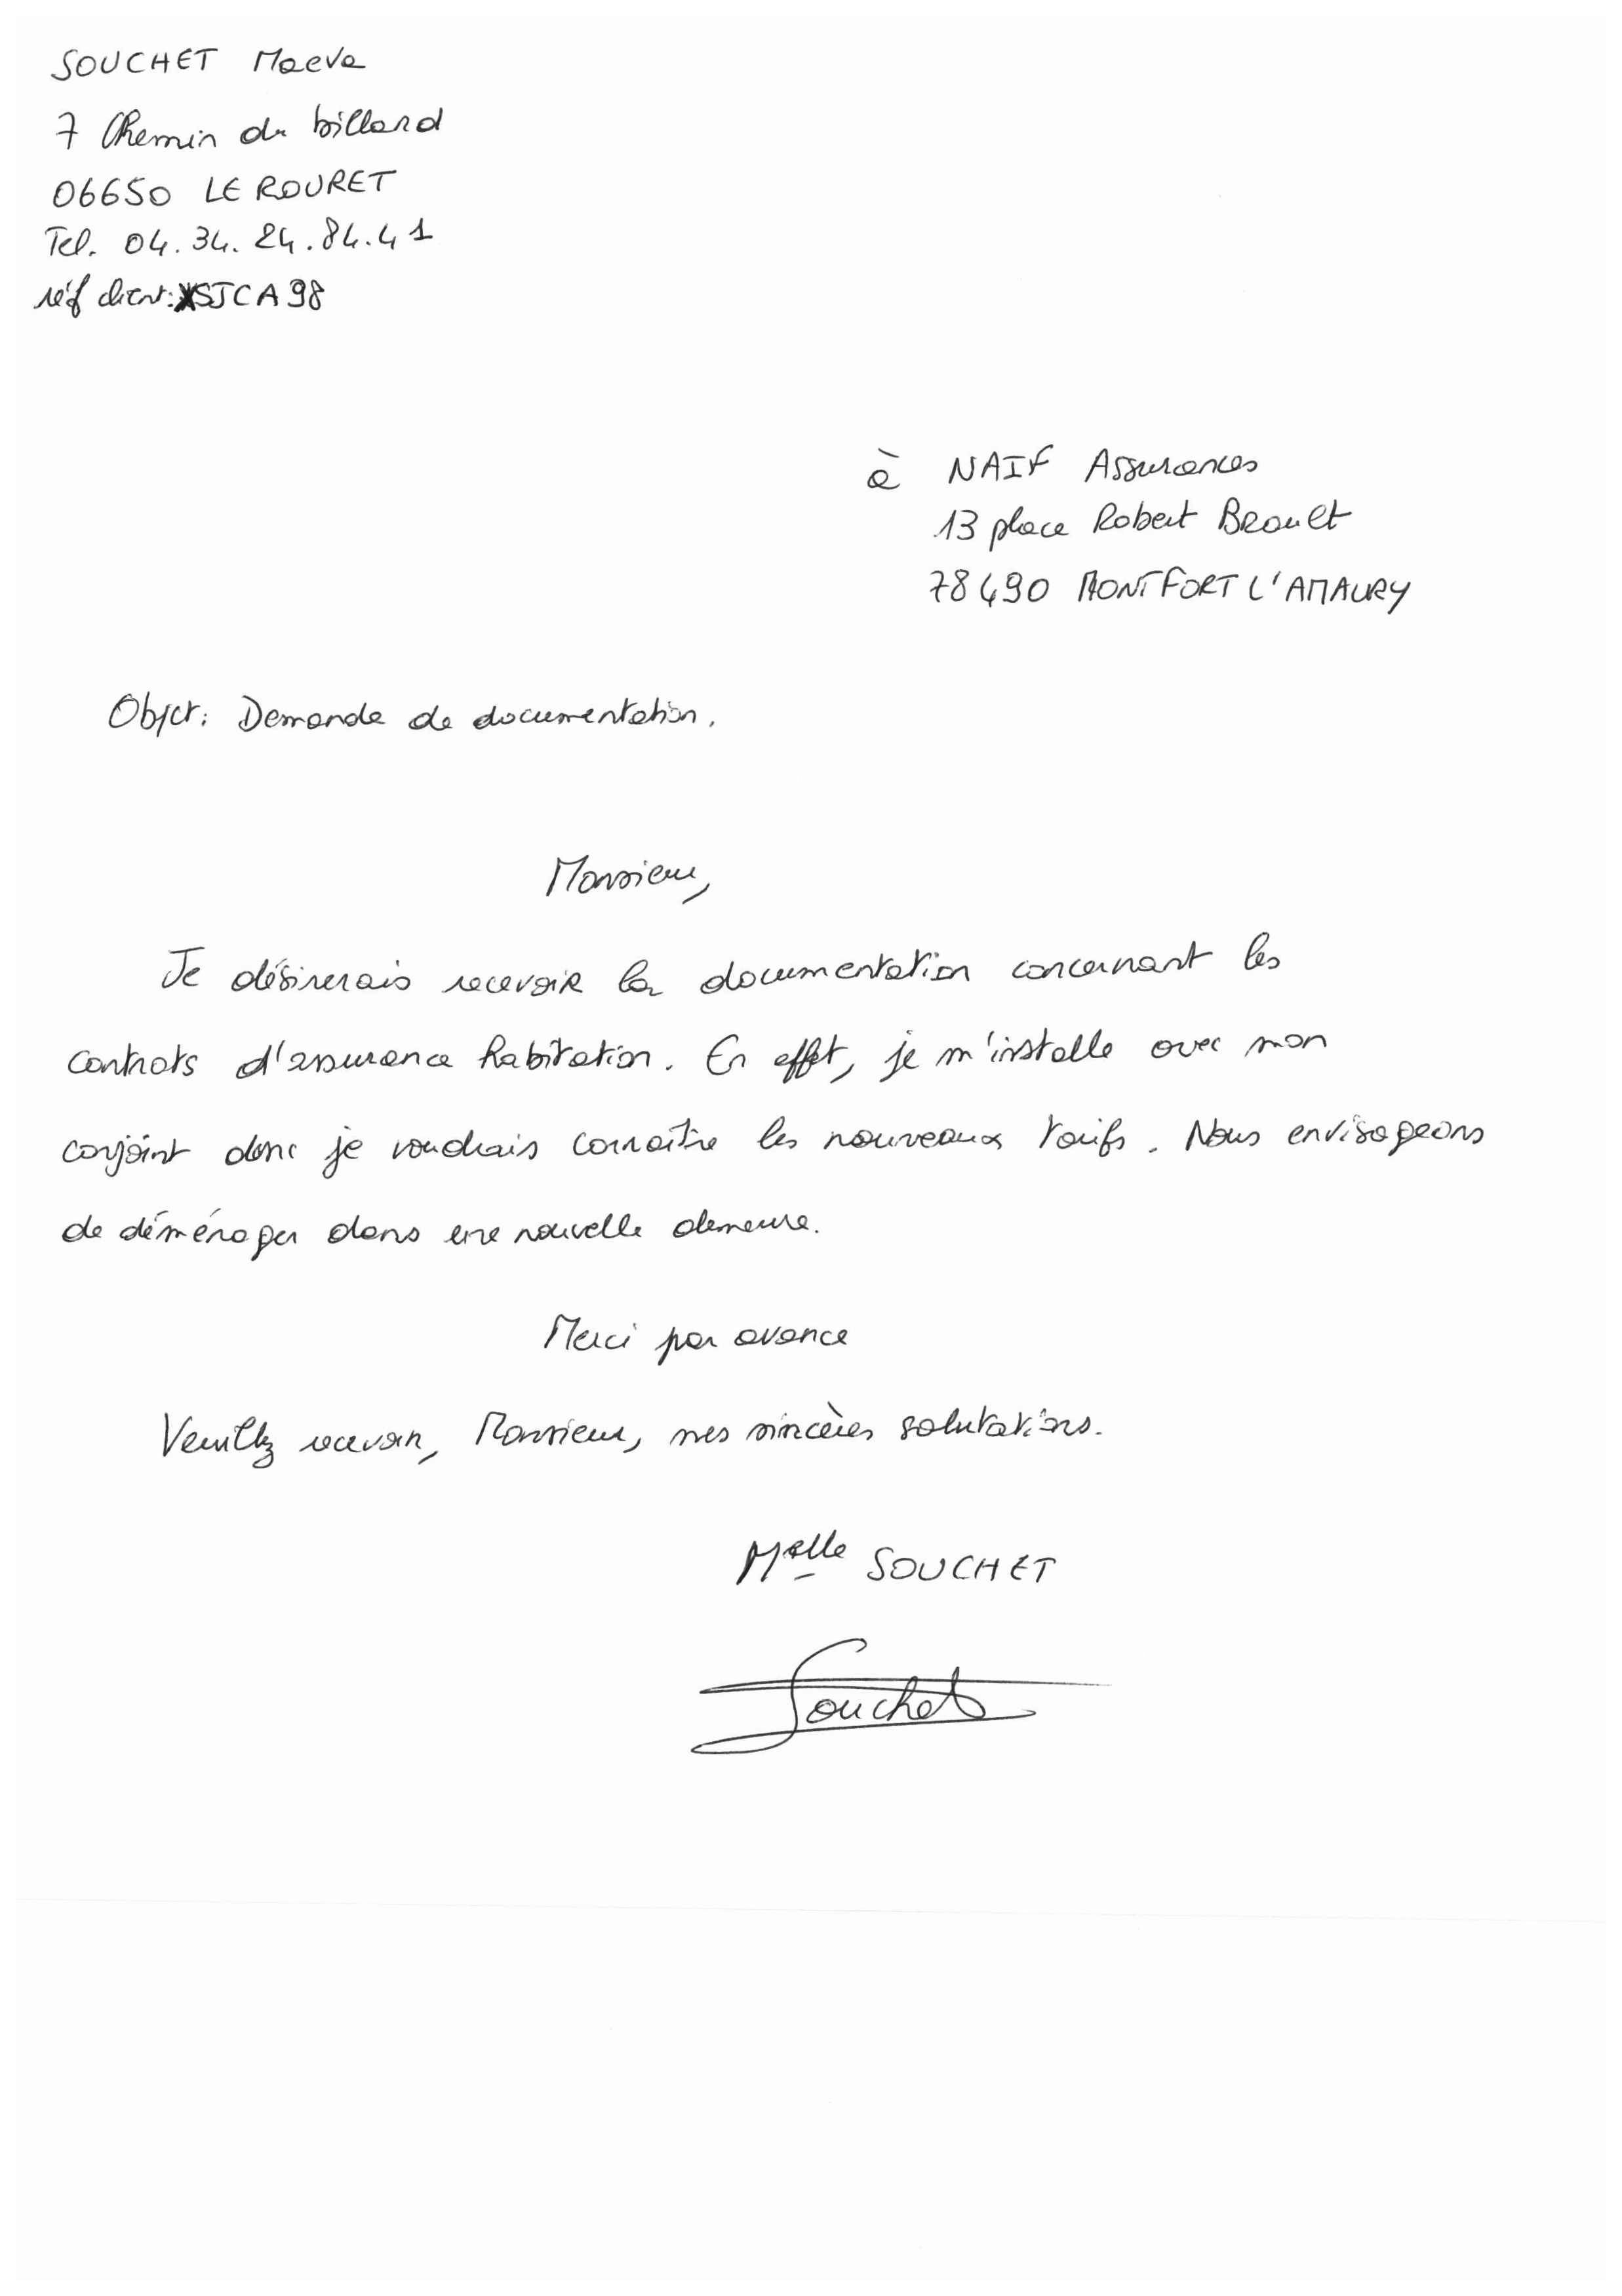 SOUCHET Maeva
7 Chemin du billard
06650 LE ROURET
Tel. 04.34.24.84.41
réf client: XSJCA98
à NAIF Assurances
13 place Robert Brault
78490 MONTFORT L'AMAURY
Objet: Demande de documentation.
Monsieur,
Je désirerais recevoir la documentation concernant les
contrats d'assurance habitation. En effet, je m'installe avec mon
conjoint donc je voudrais connaître les nouveaux tarifs. Nous envisageons
de déménager dans une nouvelle demeure.
Merci par avance
Veuillez recevoir, Monsieur, mes sincères salutations.
Melle SOUCHET
Souchet